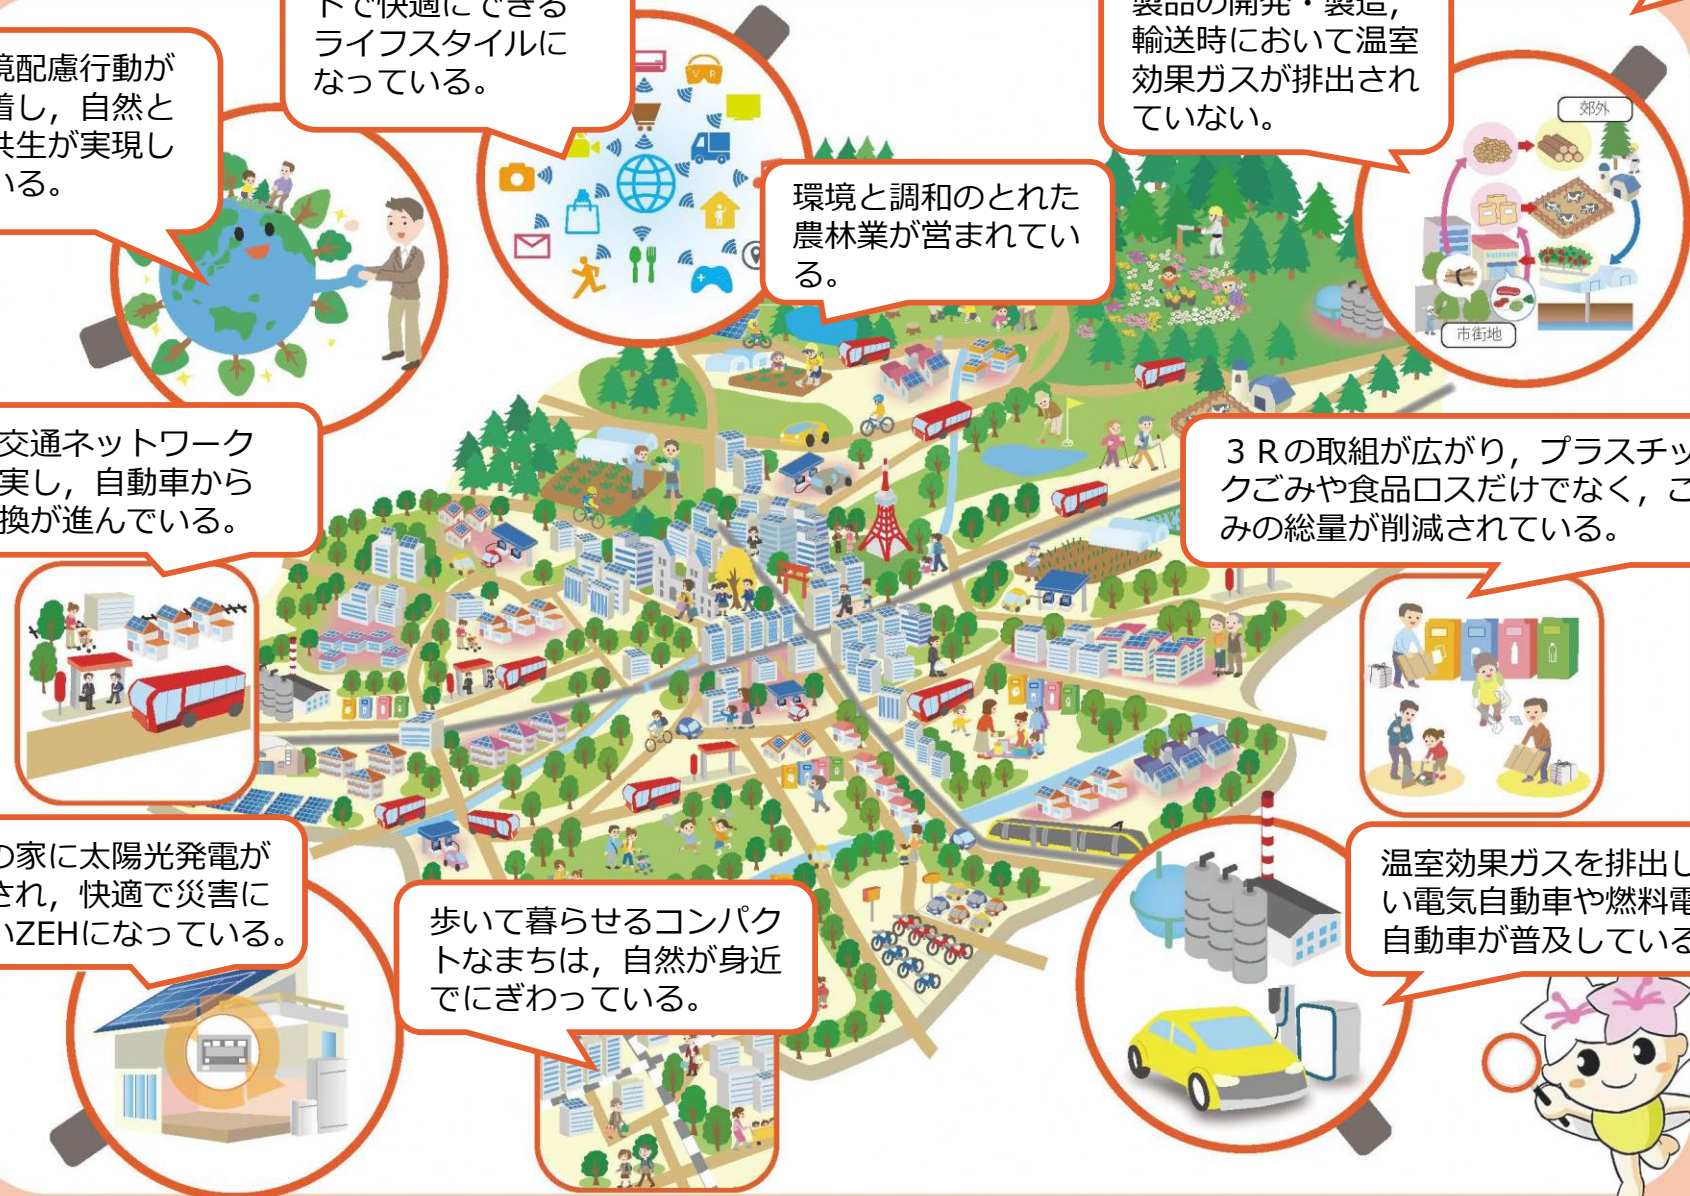 トで快適にできる
ライフスタイルに
なっている。
製品の開発・製造，
輸送時において温室
効果ガスが排出され
ていない。
境配慮行動が
着し，自然と
共生が実現し
いる。
郊外
市街地
環境と調和のとれた
農林業が営まれてい
る。
交通ネットワーク
実し，自動車から
換が進んでいる。
３Ｒの取組が広がり，プラスチッ
クごみや食品ロスだけでなく，ご
みの総量が削減されている。
の家に太陽光発電が
され，快適で災害に
いZEHになっている。
歩いて暮らせるコンパク
トなまちは，自然が身近
でにぎわっている。
温室効果ガスを排出し
い電気自動車や燃料電
自動車が普及している
VR